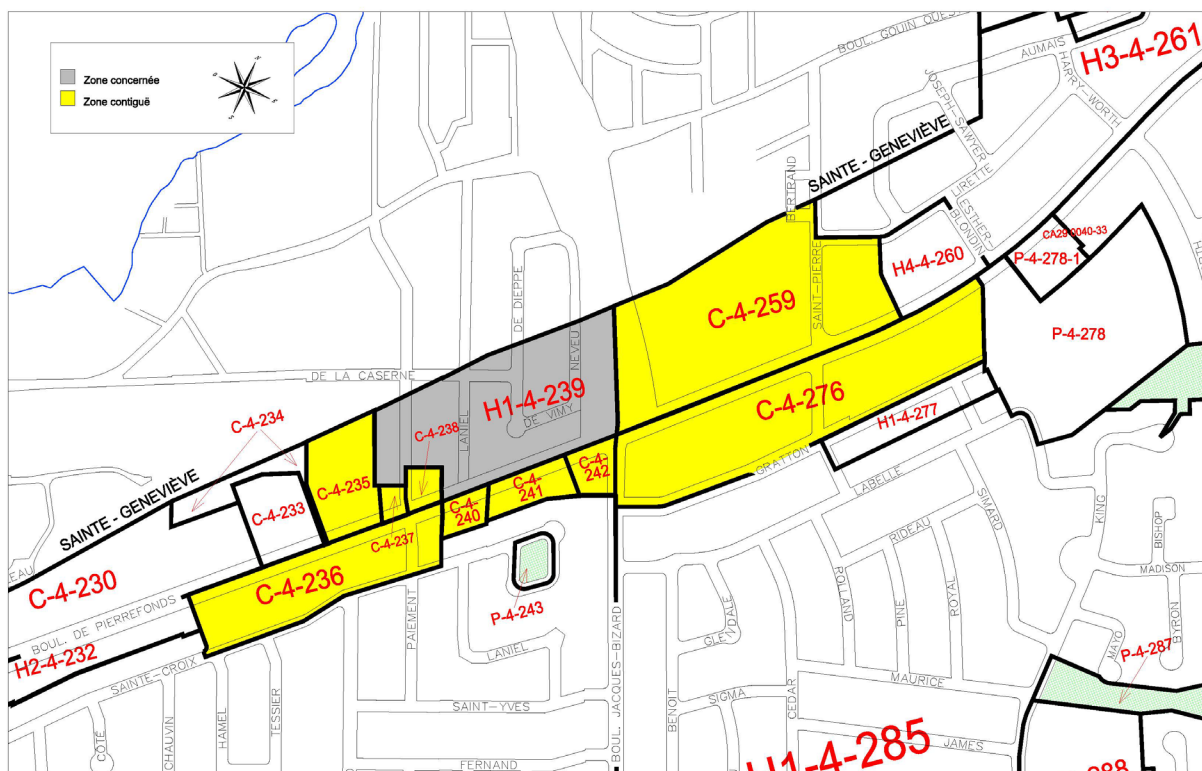 BOUL. GOUIN OUEST
AUMAIS
H3-4-261
HARRY-WORTH
JOSEPH-SAWYER
N
O
E
S
S
Zone concernée
Zone contiguë
SAINTE - GENEVIÈVE
BERTRAND
LIRETTE
ESTHER-
BLONDIN
CA29 0040-33
P-4-278-1
H4-4-260
SAINT-PIERRE
C-4-259
P-4-278
DE DIEPPE
NEVEU
DE LA CASERNE
H1-4-239
DE VIMY
LANIEL
C-4-276
H1-4-277
C-4-234
C-4-238
C-4-235
C-4-233
C-4-237
C-4-
240
C-4-
241
C-4-
242
GRATTON
LABELLE
SIMARD
RIDEAU
KING
BISHOP
MADISON
BYRON
MAYO
SAINTE - GENEVIÈVE
EAU
C-4-230
BOUL. DE PIERREFONDS
C-4-236
P-4-243
H2-4-232
SAINTE-CROIX
PAIEMENT
LANIEL
BOUL. JACQUES-BIZARD
GLENDALE
RIOLAND
PINE
ROYAL
P-4-287
MAURICE
SIGMA
BENOIT
CEDAR
SAINT-YVES
CÔTÉ
CHAUVIN
HAMEL
TESSIER
FERNAND
JAMES
H1-4-285
288